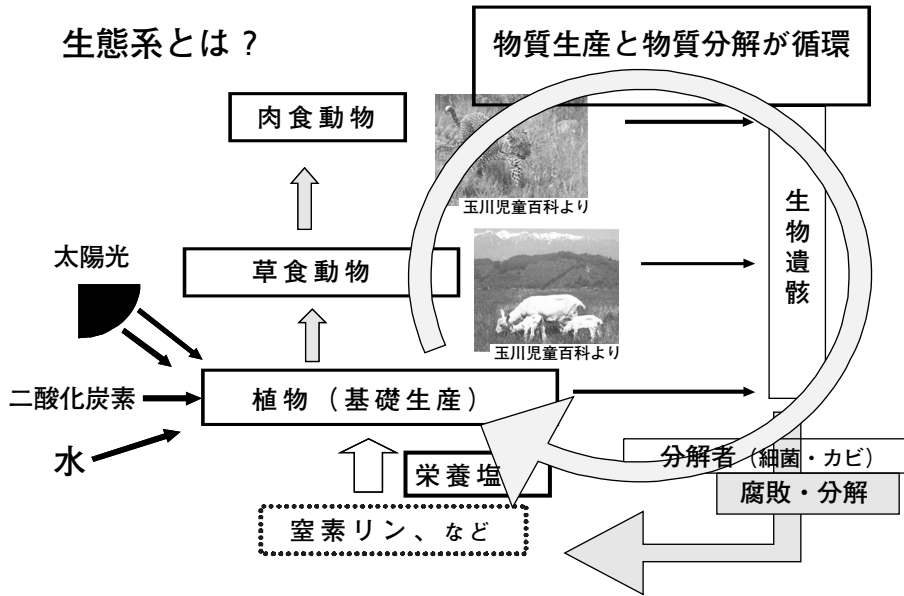 生態系とは？
物質生産と物質分解が循環
肉食動物
玉川児童百科より
生物遺骸
太陽光
草食動物
玉川児童百科より
二酸化炭素
植物（基礎生産）
水
分解者（細菌・カビ）
栄養塩
腐敗・分解
窒素リン、など